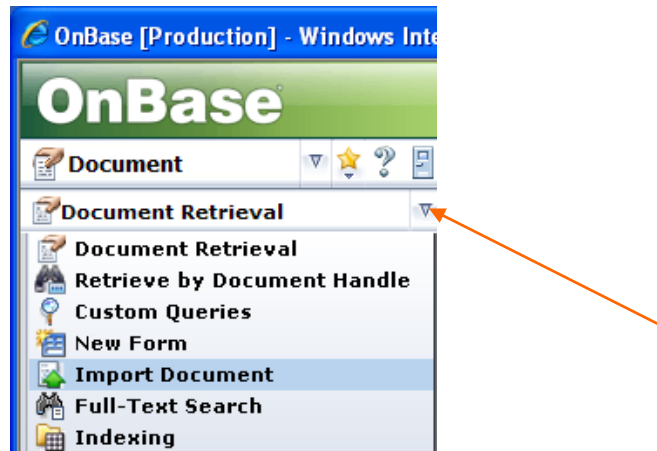 OnBase [Production] - Windows Inte
OnBase
Document
Document Retrieval
Document Retrieval
Retrieve by Document Handle
Custom Queries
New Form
Import Document
Full-Text Search
Indexing